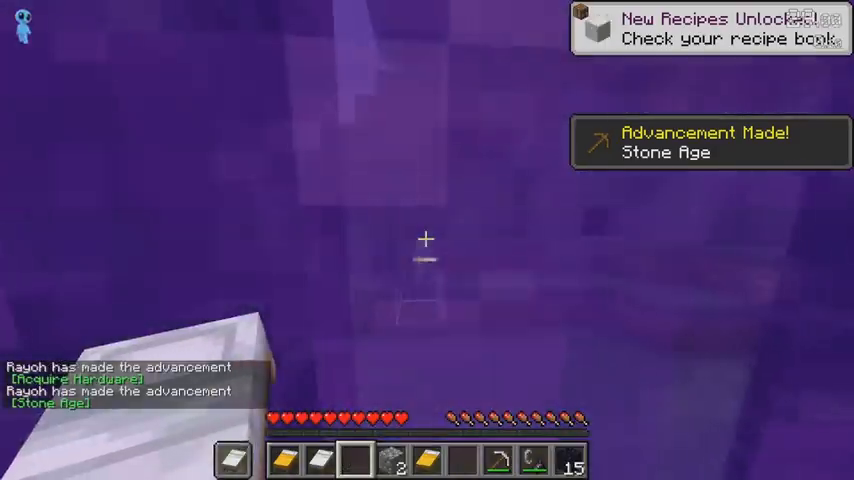 New Recipes Unlocked!
Check your recipe book
Advancement Made!
Stone Age
Rayoh has made the advancement
[Acquire Hardware]
Rayoh has made the advancement
[Stone Age]
2
15